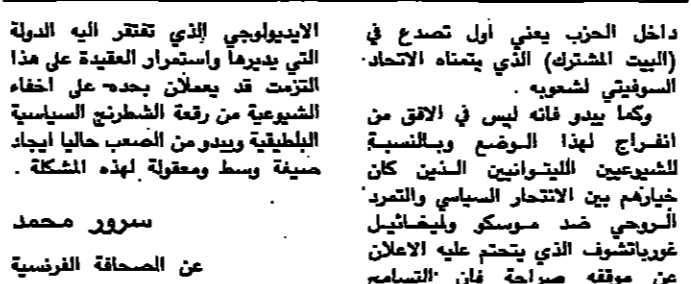 داخل الحزب يعني أول تصدع في
(البيت المشترك) الذي يتمناه الاتحاد
السوفيتي لشعوبه .
وكما يبدو فانه ليس في الافق من
انفراج لهذا الوضع وبالنسبة
للشيوعيين الليتوانيين الذين كان
خيارهم بين الانتحار السياسي والتمرد
الروحي ضد موسكو وليخائيل
غورباتشوف الذي يتحتم عليه الاعلان
عن موقفه صراحة فان التسامح
الايديولوجي الذي تفتقر اليه الدولة
التي يديرها واستمرار العقيدة على هذا
التزمت قد يعملان بحده على اخفاء
الشيوعية من رقعة الشطرنج السياسية
البلطيقية ويبدو من الصعب حاليا ايجاد
صيغة وسط ومعقولة لهذه المشكلة .
سرور محمد
عن الصحافة الفرنسية